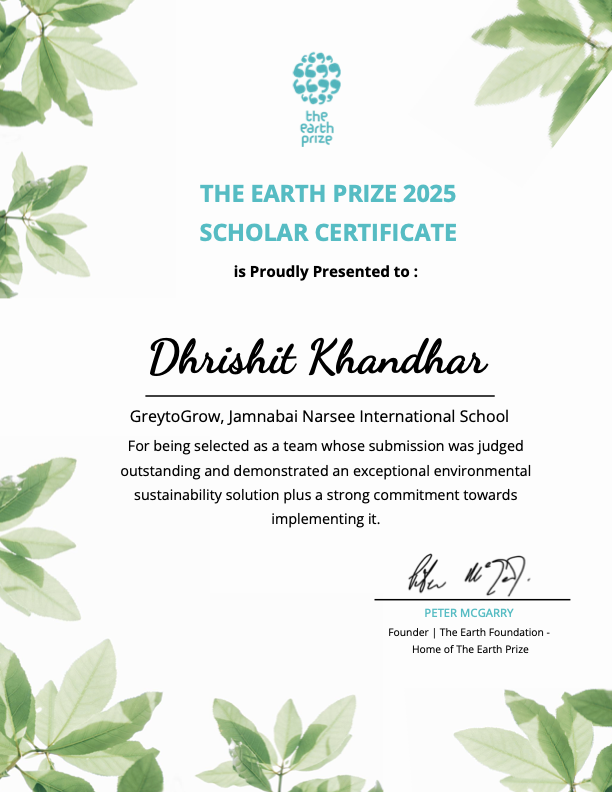 the
earth
prize
THE EARTH PRIZE 2025
SCHOLAR CERTIFICATE
is Proudly Presented to :
Dhrishit Khandhar
GreytoGrow, Jamnabai Narsee International School
For being selected as a team whose submission was judged
outstanding and demonstrated an exceptional environmental
sustainability solution plus a strong commitment towards
implementing it.
Peter McGarry
PETER MCGARRY
Founder | The Earth Foundation -
Home of The Earth Prize